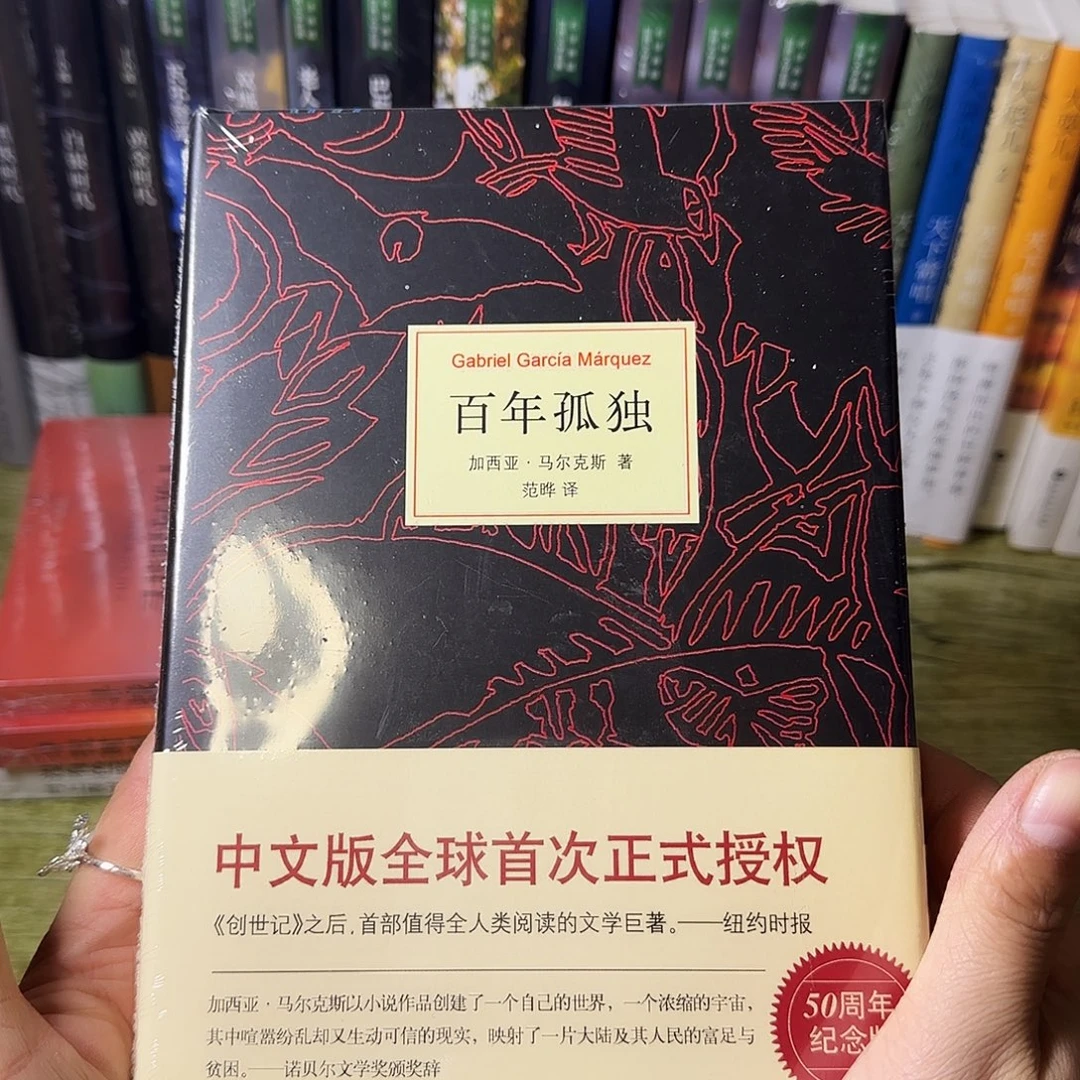 Gabriel García Márquez
百年孤独
加西亚·马尔克斯 著
范晔 译
中文版全球首次正式授权
《创世记》之后，首部值得全人类阅读的文学巨著。——纽约时报
加西亚·马尔克斯以小说作品创建了一个自己的世界，一个浓缩的宇宙，
其中喧嚣纷乱却又生动可信的现实，映射了一片大陆及其人民的富足与
贫困。——诺贝尔文学奖颁奖辞
50周年
纪念